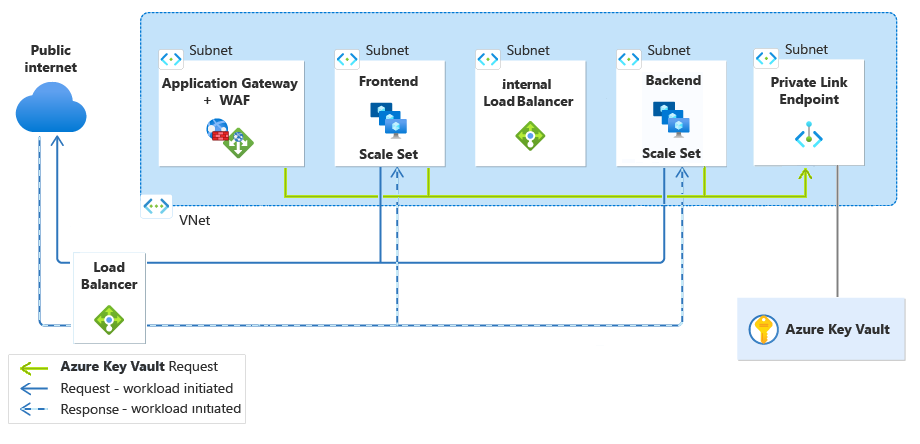 Public
internet
Subnet
Application Gateway
+ WAF
Subnet
Frontend
Scale Set
Subnet
internal
Load Balancer
Subnet
Backend
Scale Set
Subnet
Private Link
Endpoint
VNet
Load
Balancer
Azure Key Vault
Azure Key Vault Request
Request - workload initiated
Response - workload initiated